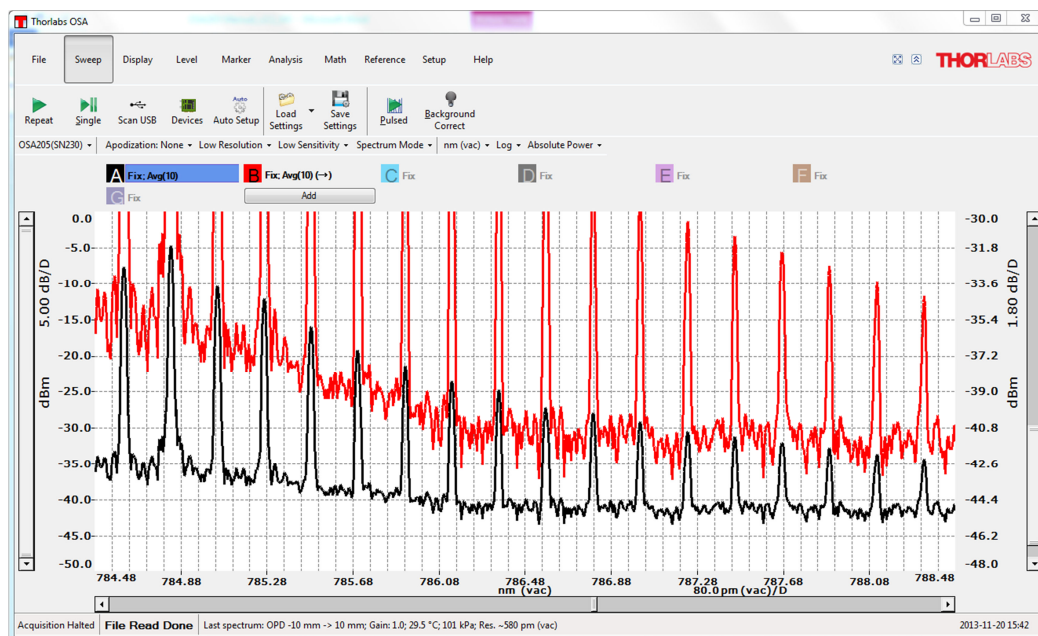 Thorlabs OSA
File Sweep Display Level Marker Analysis Math Reference Setup Help
THORLABS
Auto
Repeat Single Scan USB Devices Auto Setup Load Settings Save Settings Pulsed Background Correct
OSA205(SN230) Apodization: None Low Resolution Low Sensitivity Spectrum Mode nm (vac) Log Absolute Power
A Fix; Avg(10) B Fix; Avg(10) (→) C Fix D Fix E Fix F Fix
G Fix Add
0.0 -30.0
-5.0 -31.8
-10.0 -33.6
5.00 dB/D 1.80 dB/D
-15.0 -35.4
-20.0 -37.2
-25.0 -39.0
dBm dBm
-30.0 -40.8
-35.0 -42.6
-40.0 -44.4
-45.0 -46.2
-50.0 -48.0
784.48 784.88 785.28 785.68 786.08 786.48 786.88 787.28 787.68 788.08 788.48
nm (vac) 80.0 pm (vac)/D
Acquisition Halted File Read Done Last spectrum: OPD -10 mm -> 10 mm; Gain: 1.0; 29.5 °C; 101 kPa; Res. ~580 pm (vac) 2013-11-20 15:42